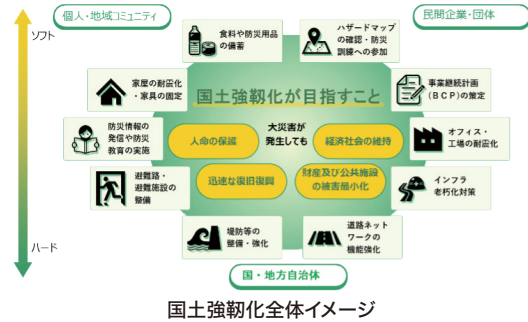 ソフト
個人・地域コミュニティ
民間企業・団体
食料や防災用品
の備蓄
ハザードマップ
の確認・防災
訓練への参加
家屋の耐震化
・家具の固定
国土強靱化が目指すこと
事業継続計画
（BCP）の策定
防災情報の
発信や防災
教育の実施
人命の保護
大災害が
発生しても
経済社会の維持
オフィス・
工場の耐震化
避難路・
避難施設の
整備
迅速な復旧復興
財産及び公共施設
の被害最小化
インフラ
老朽化対策
堤防等の
整備・強化
道路ネット
ワークの
機能強化
ハード
国・地方自治体
国土強靱化全体イメージ